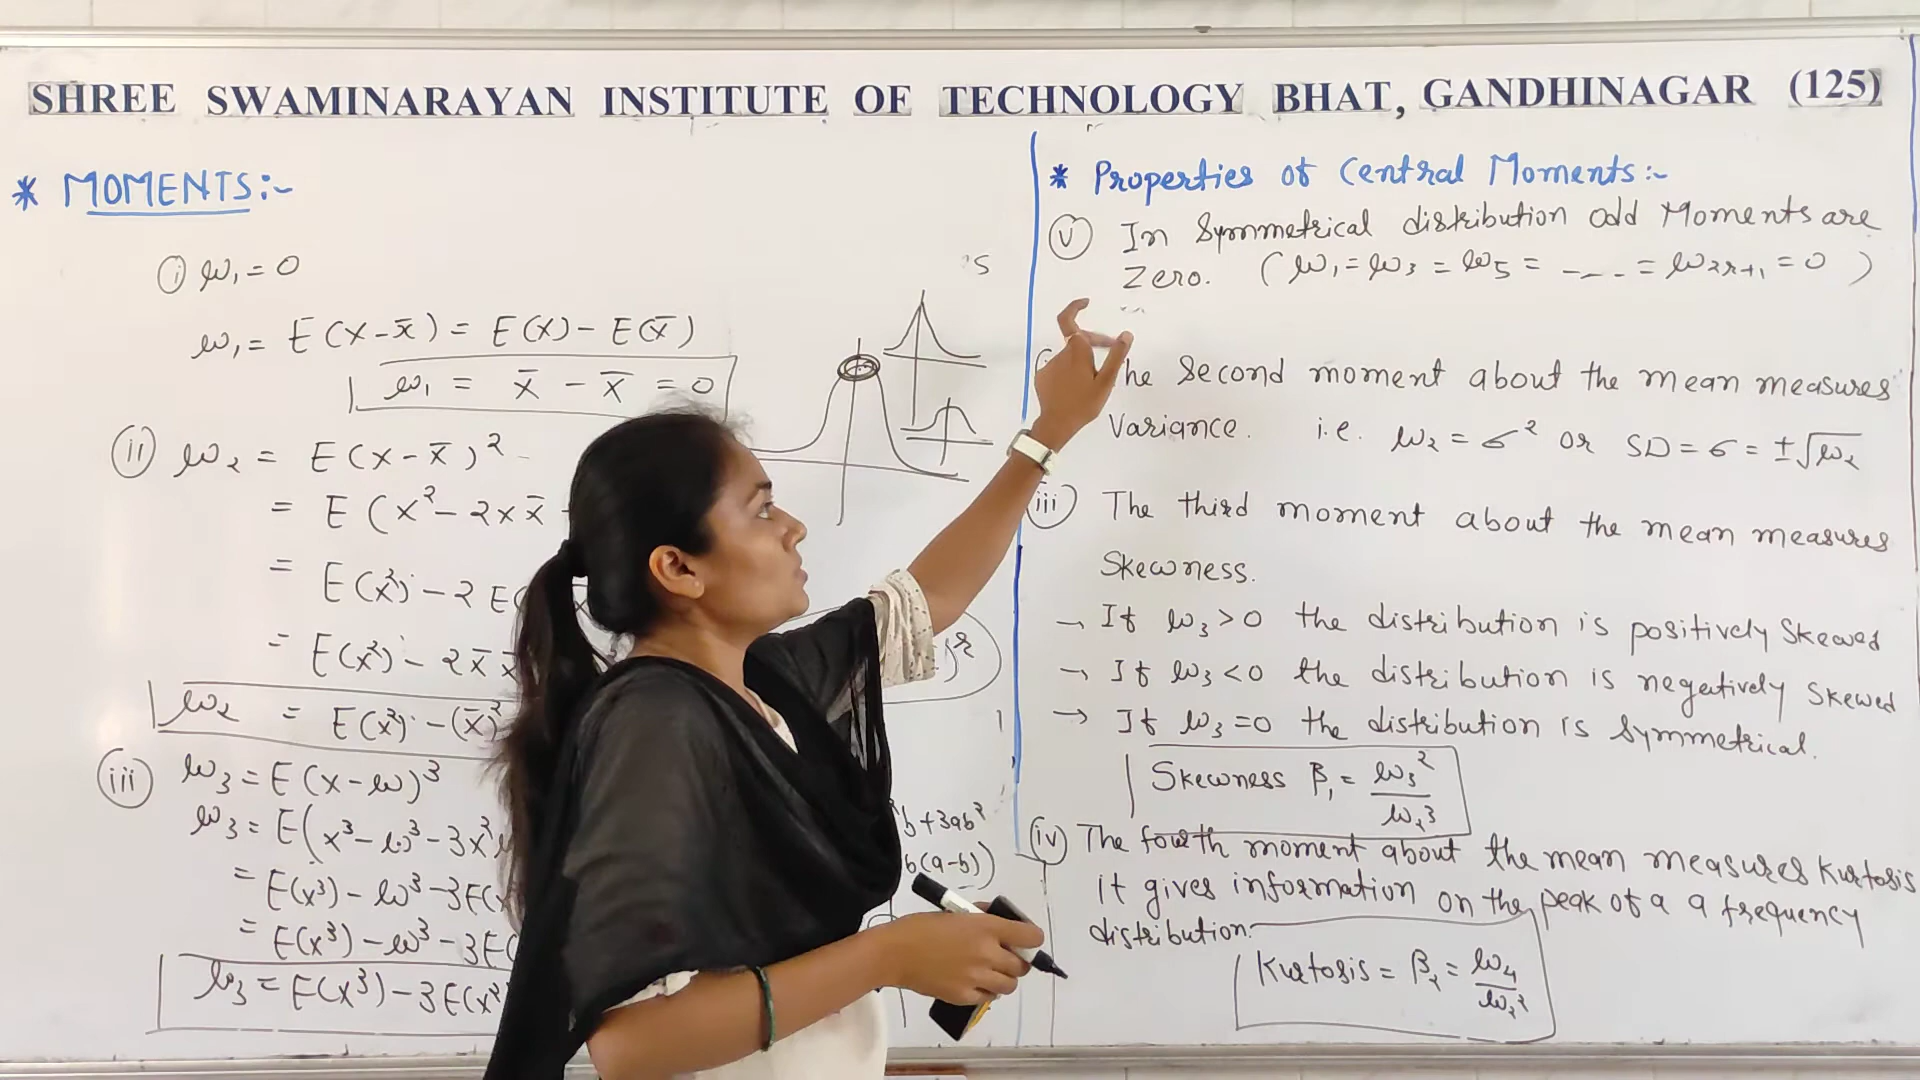 SHREE SWAMINARAYAN INSTITUTE OF TECHNOLOGY BHAT, GANDHINAGAR (125)
* MOMENTS:-
(i) μ₁ = 0
μ₁ = E(x-x̄) = E(x) - E(x̄)
μ₁ = x̄ - x̄ = 0
(ii) μ₂ = E(x-x̄)²
= E(x² - 2xx̄
= E(x²) - 2E(
= E(x²) - 2x̄x̄
)²
μ₂ = E(x²) - (x̄)²
(iii) μ₃ = E(x-μ)³
μ₃ = E(x³ - μ³ - 3x²
= E(x³) - μ³ - 3E(x
= E(x³) - μ³ - 3E(
μ₃ = E(x³) - 3E(x²
b + 3ab²
b(a-b))
* Properties of Central Moments:-
(v) In Symmetrical distribution odd Moments are
Zero. (μ₁ = μ₃ = μ₅ = ---- = μ₂ᵣ₊₁ = 0)
The Second moment about the mean measures
Variance. i.e. μ₂ = σ² or SD = σ = ±√μ₂
(iii) The third moment about the mean measures
Skewness.
→ If μ₃>0 the distribution is positively Skewed
→ If μ₃<0 the distribution is negatively Skewed
→ If μ₃=0 the distribution is Symmetrical.
Skewness β₁ = μ₃²/μ₂³
(iv) The fourth moment about the mean measures Kurtosis
it gives information on the peak of a a frequency
distribution.
Kurtosis = β₂ = μ₄/μ₂²